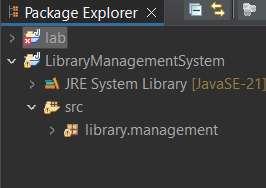 Package Explorer
lab
LibraryManagementSystem
JRE System Library [JavaSE-21]
src
library.management